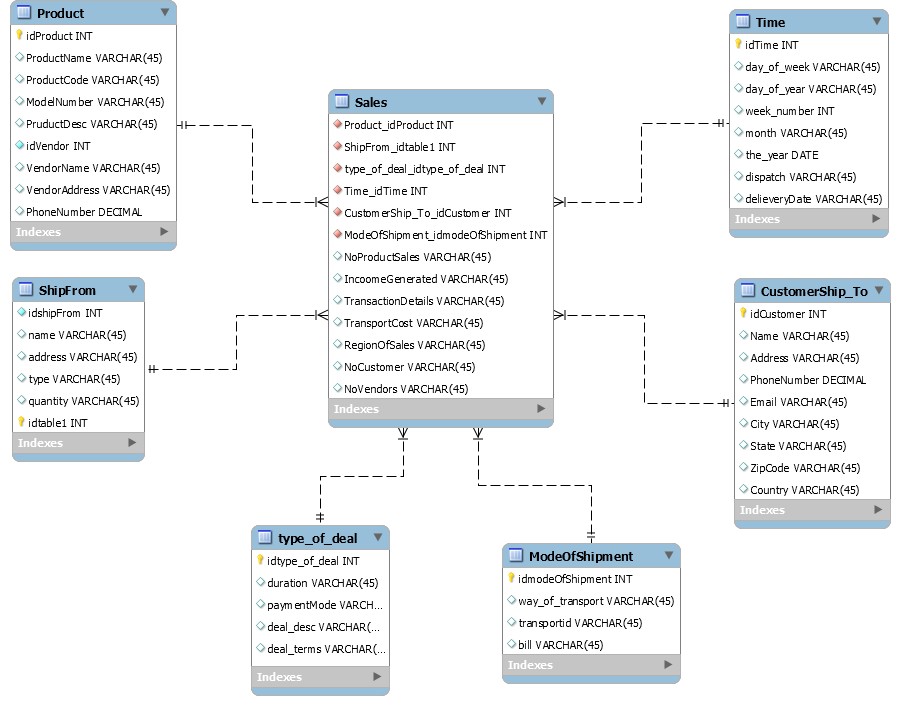 Product
idProduct INT
ProductName VARCHAR(45)
ProductCode VARCHAR(45)
ModelNumber VARCHAR(45)
PruductDesc VARCHAR(45)
idVendor INT
VendorName VARCHAR(45)
VendorAddress VARCHAR(45)
PhoneNumber DECIMAL
Indexes
Sales
Product_idProduct INT
ShipFrom_idtable1 INT
type_of_deal_idtype_of_deal INT
Time_idTime INT
CustomerShip_To_idCustomer INT
ModeOfShipment_idmodeOfShipment INT
NoProductSales VARCHAR(45)
IncoomeGenerated VARCHAR(45)
TransactionDetails VARCHAR(45)
TransportCost VARCHAR(45)
RegionOfSales VARCHAR(45)
NoCustomer VARCHAR(45)
NoVendors VARCHAR(45)
Indexes
Time
idTime INT
day_of_week VARCHAR(45)
day_of_year VARCHAR(45)
week_number INT
month VARCHAR(45)
the_year DATE
dispatch VARCHAR(45)
delieveryDate VARCHAR(45)
Indexes
ShipFrom
idshipFrom INT
name VARCHAR(45)
address VARCHAR(45)
type VARCHAR(45)
quantity VARCHAR(45)
idtable1 INT
Indexes
CustomerShip_To
idCustomer INT
Name VARCHAR(45)
Address VARCHAR(45)
PhoneNumber DECIMAL
Email VARCHAR(45)
City VARCHAR(45)
State VARCHAR(45)
ZipCode VARCHAR(45)
Country VARCHAR(45)
Indexes
type_of_deal
idtype_of_deal INT
duration VARCHAR(45)
paymentMode VARCH...
deal_desc VARCHAR(...
deal_terms VARCHAR(...
Indexes
ModeOfShipment
idmodeOfShipment INT
way_of_transport VARCHAR(45)
transportid VARCHAR(45)
bill VARCHAR(45)
Indexes